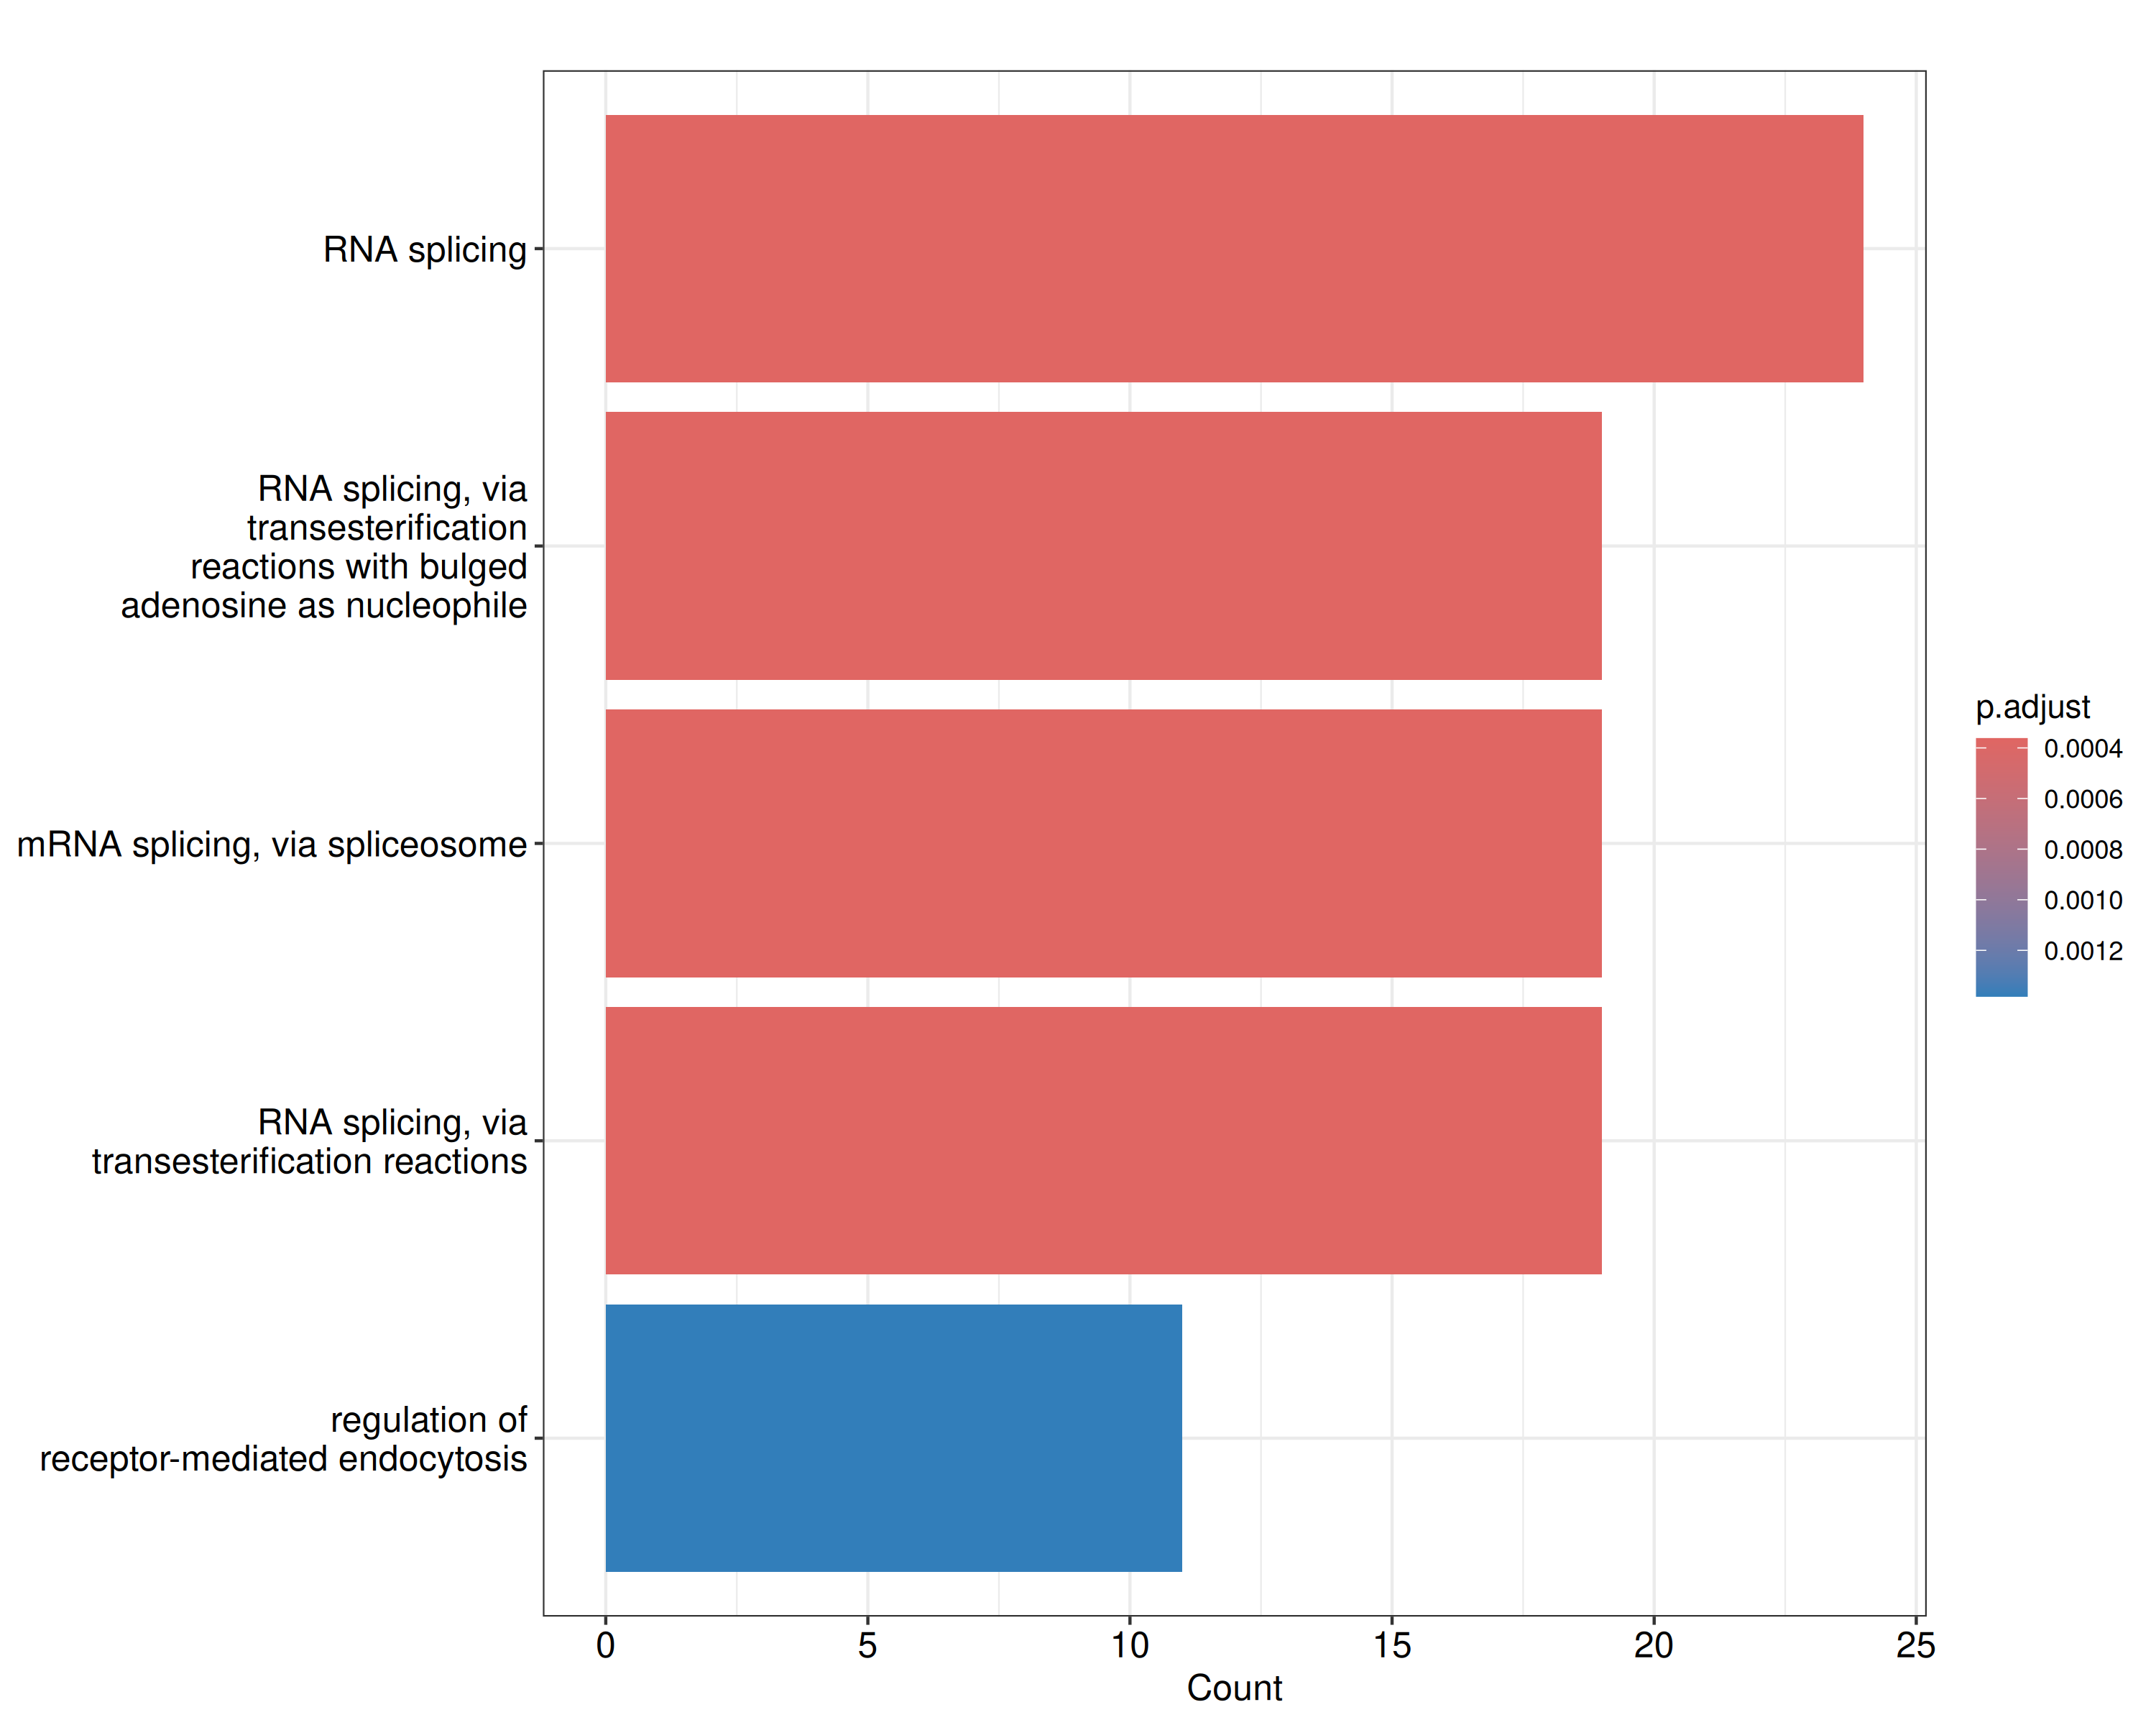 RNA splicing
RNA splicing, via
transesterification
reactions with bulged
adenosine as nucleophile
mRNA splicing, via spliceosome
RNA splicing, via
transesterification reactions
regulation of
receptor-mediated endocytosis
0 5 10 15 20 25
Count
p.adjust
0.0004
0.0006
0.0008
0.0010
0.0012